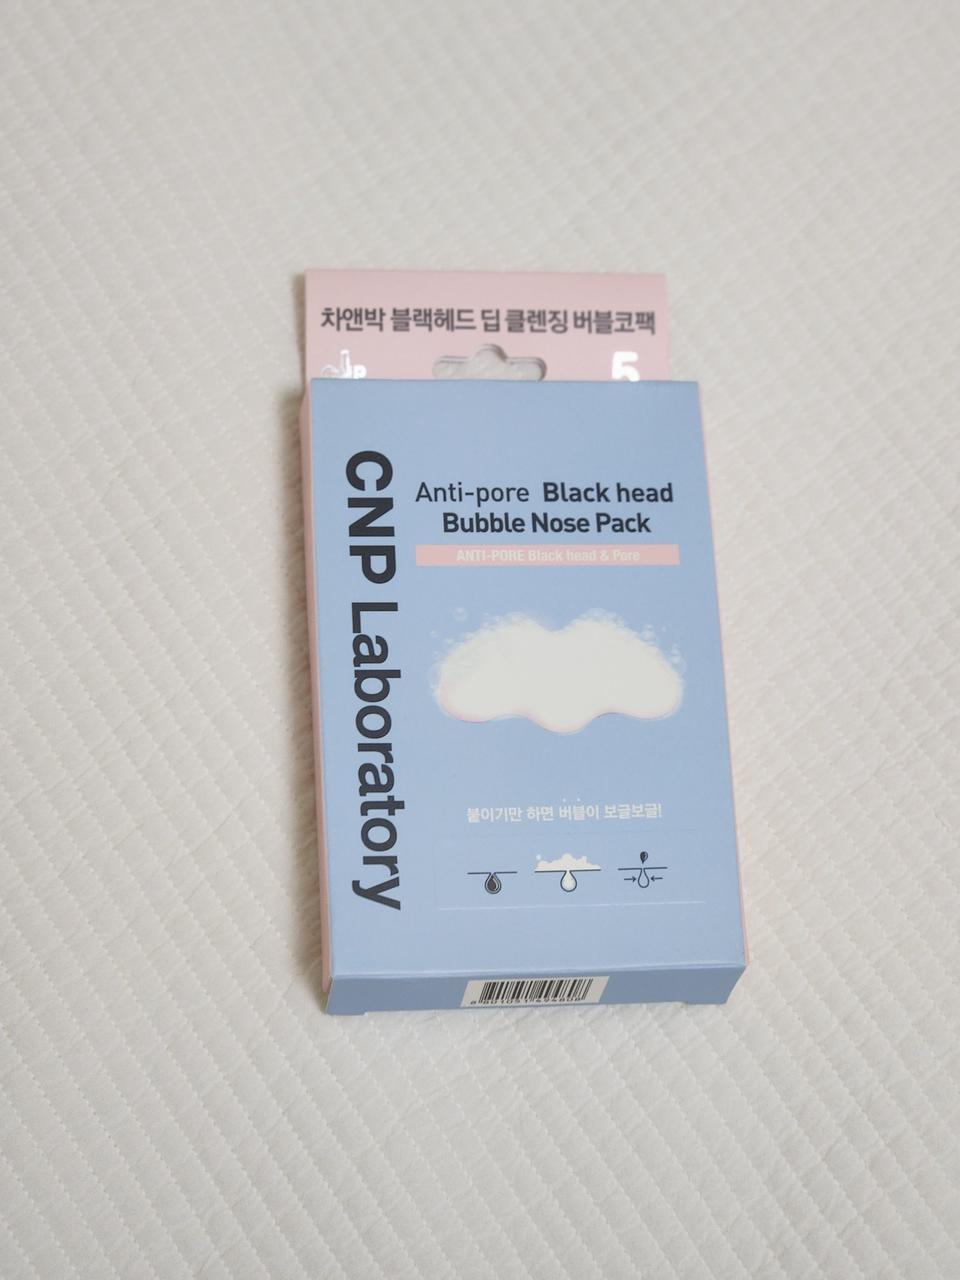 차앤박 블랙헤드 딥 클렌징 버블코팩
5
CNP Laboratory
Anti-pore Black head
Bubble Nose Pack
ANTI-PORE Black head & Pore
붙이기만 하면 버블이 보글보글!